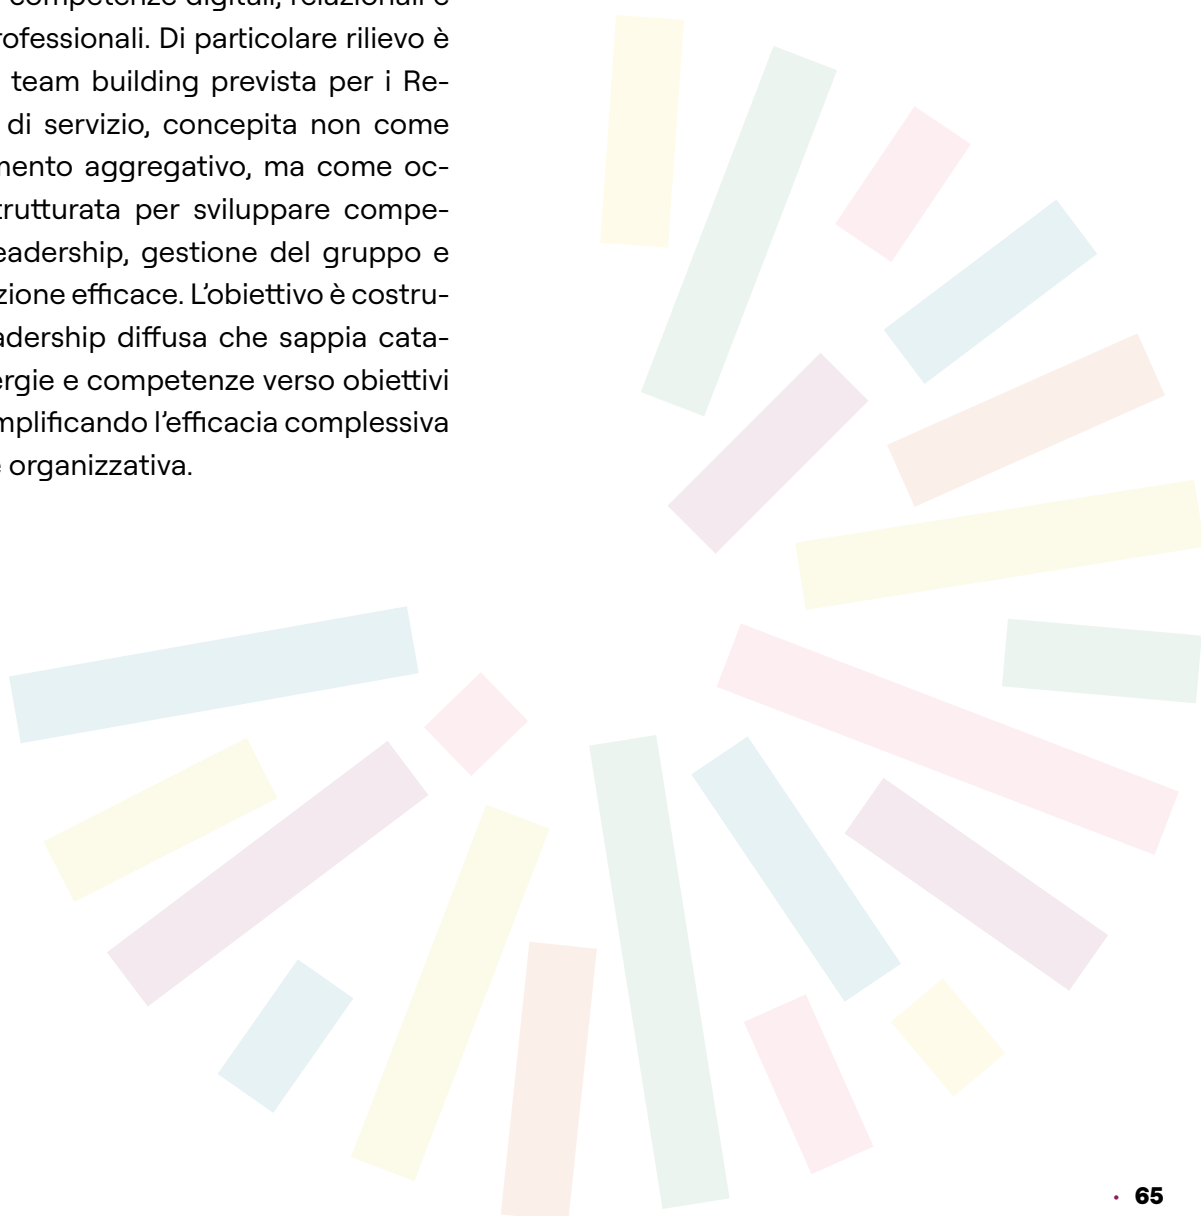 competenze digitali, relazionali e
rofessionali. Di particolare rilievo è
team building prevista per i Re-
di servizio, concepita non come
mento aggregativo, ma come oc-
trutturata per sviluppare compe-
eadership, gestione del gruppo e
zione efficace. L’obiettivo è costru-
adership diffusa che sappia cata-
ergie e competenze verso obiettivi
mplificando l’efficacia complessiva
e organizzativa.
• 65